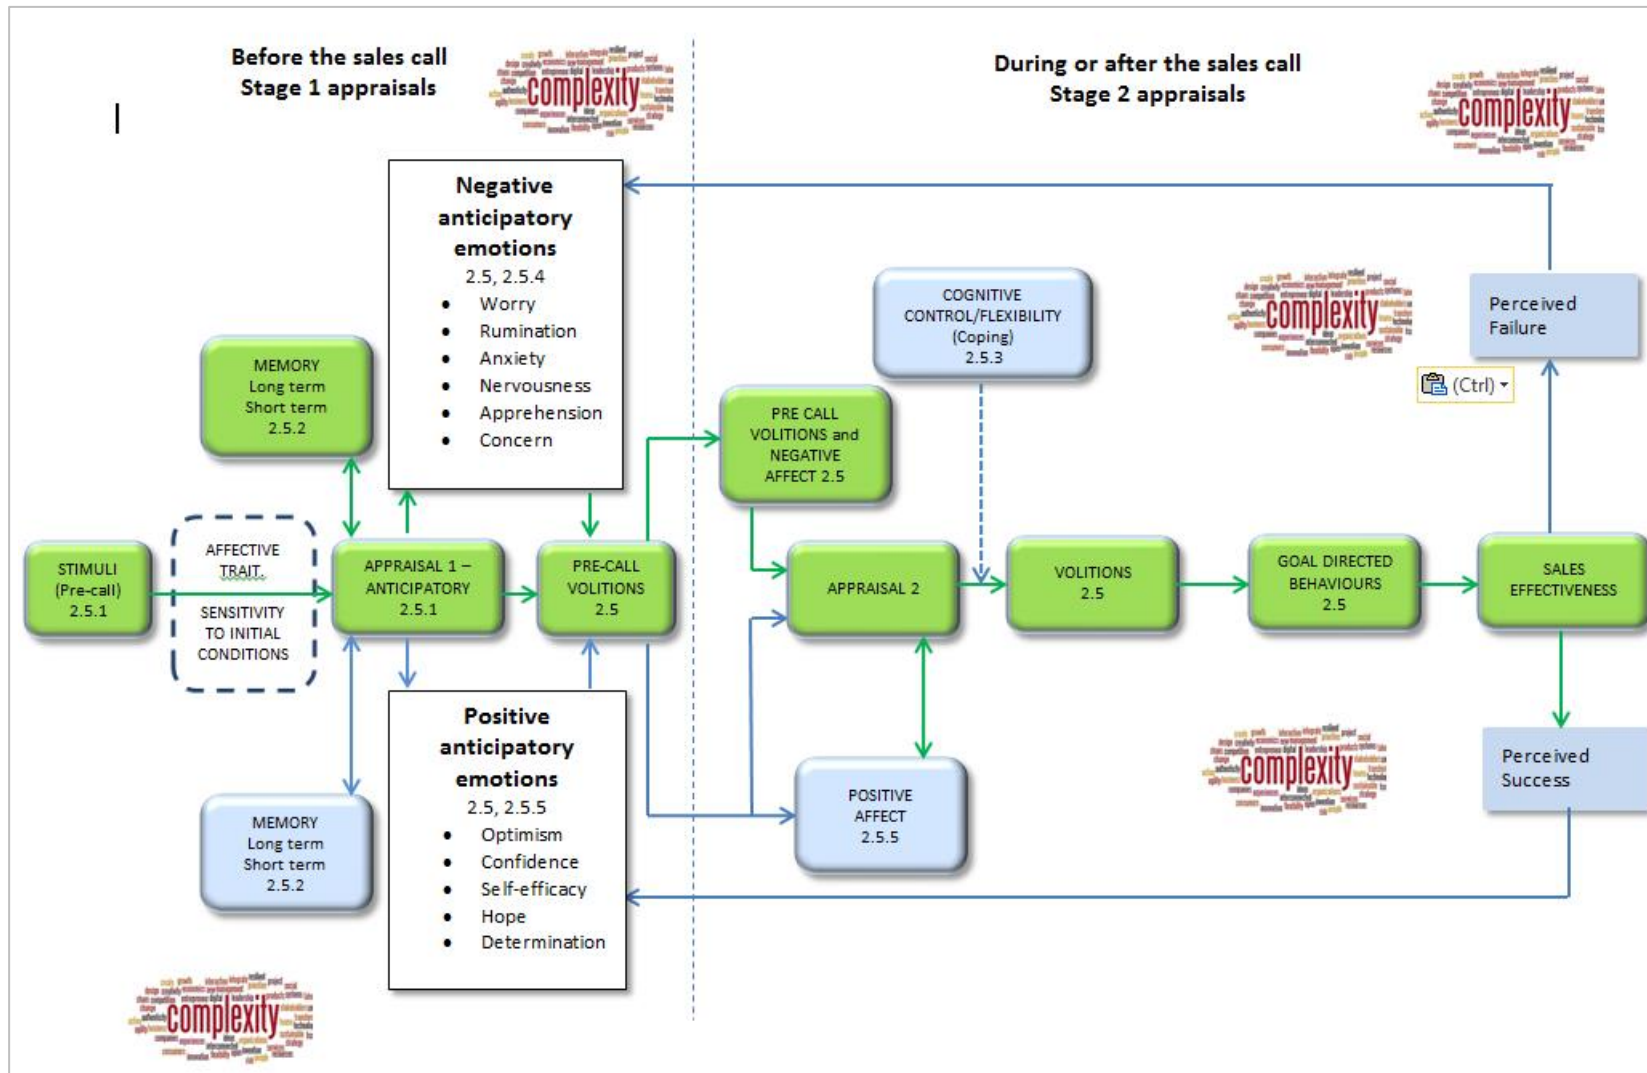 Before the sales call
Stage 1 appraisals
complexity
During or after the sales call
Stage 2 appraisals
complexity
Negative
anticipatory
emotions
2.5, 2.5.4
• Worry
• Rumination
• Anxiety
• Nervousness
• Apprehension
• Concern
MEMORY
Long term
Short term
2.5.2
COGNITIVE
CONTROL/FLEXIBILITY
(Coping)
2.5.3
complexity
Perceived
Failure
(Ctrl)
PRE CALL
VOLITIONS and
NEGATIVE
AFFECT 2.5
STIMULI
(Pre-call)
2.5.1
AFFECTIVE
TRAIT.
SENSITIVITY
TO INITIAL
CONDITIONS
APPRAISAL 1 –
ANTICIPATORY
2.5.1
PRE-CALL
VOLITIONS
2.5
APPRAISAL 2
VOLITIONS
2.5
GOAL DIRECTED
BEHAVIOURS
2.5
SALES
EFFECTIVENESS
MEMORY
Long term
Short term
2.5.2
Positive
anticipatory
emotions
2.5, 2.5.5
• Optimism
• Confidence
• Self-efficacy
• Hope
• Determination
POSITIVE
AFFECT
2.5.5
complexity
Perceived
Success
complexity